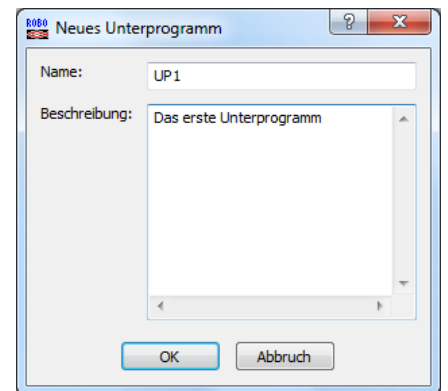 ROBO
Neues Unterprogramm
?
X
Name:
UP1
Beschreibung:
Das erste Unterprogramm
OK
Abbruch